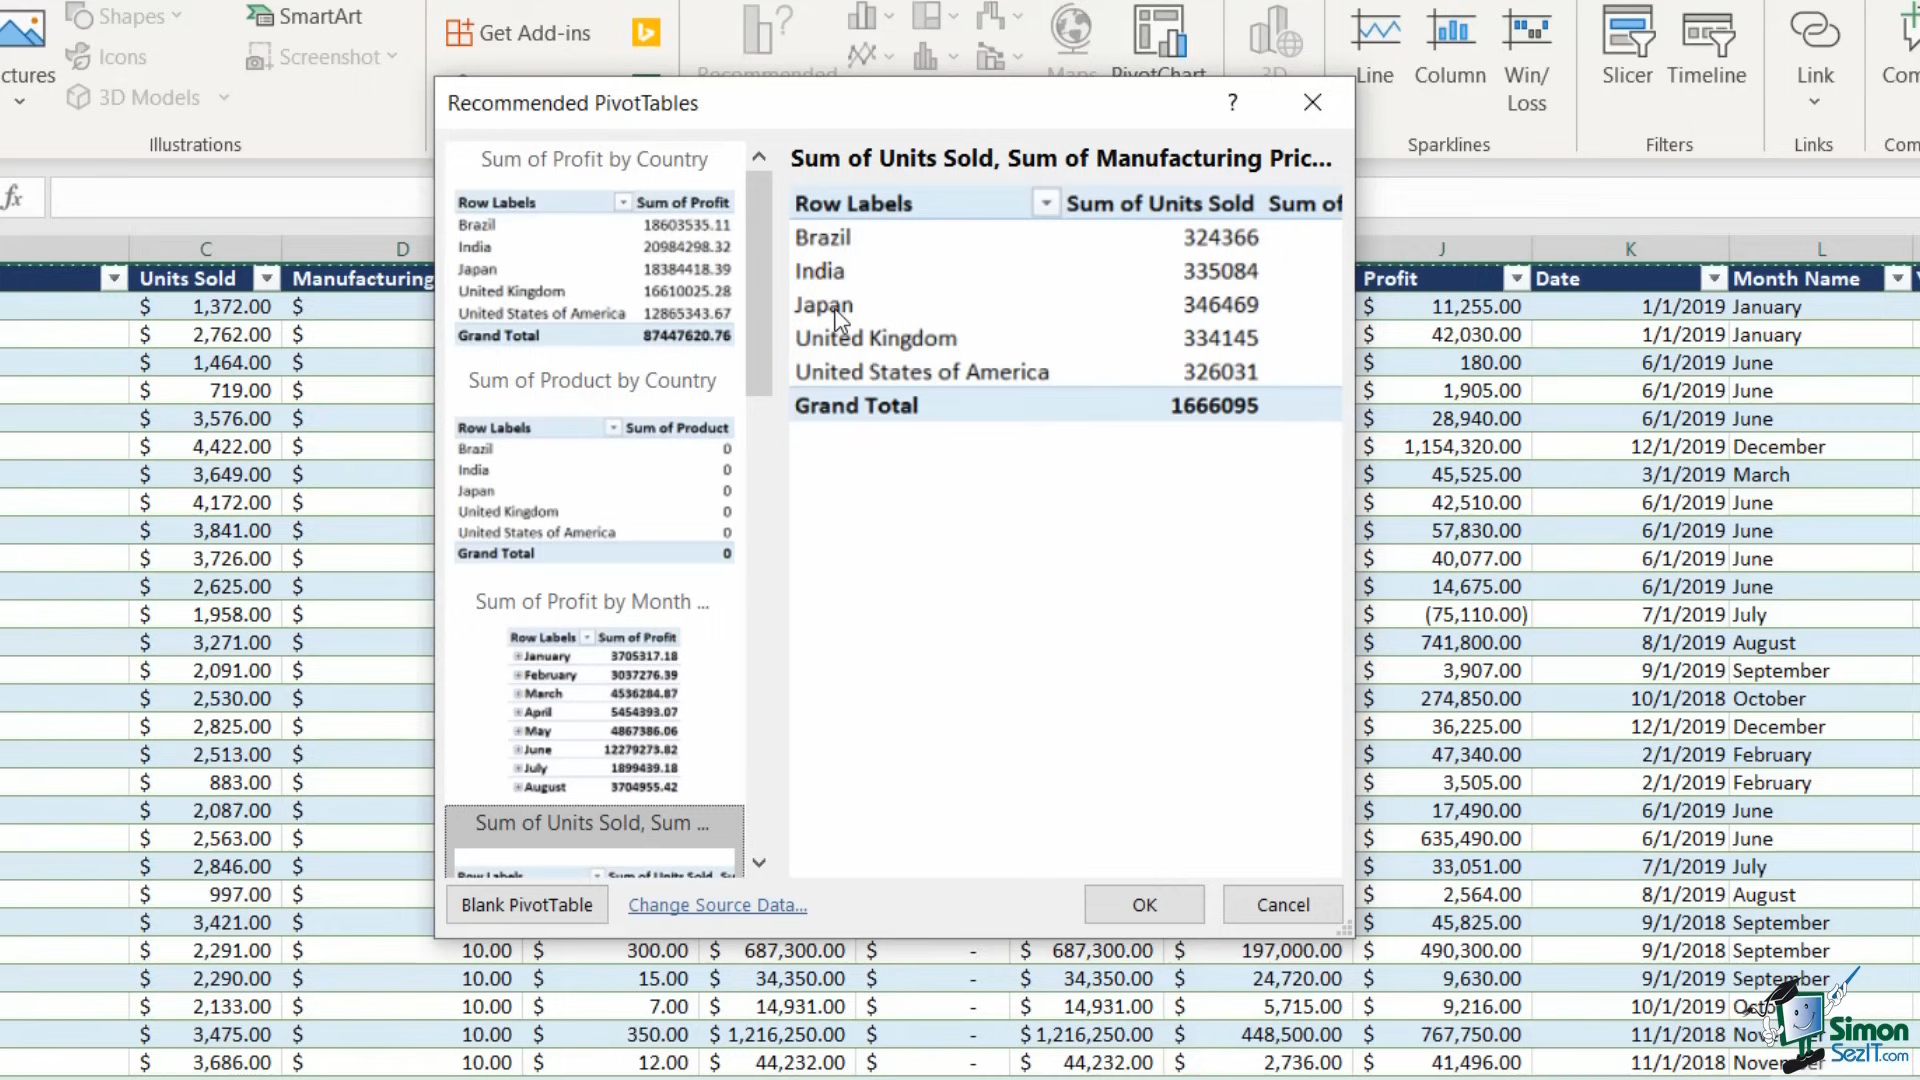 Shapes
SmartArt
Get Add-ins
Icons
Screenshot
ctures
3D Models
Recommended
Maps
PivotChart
3D
Line
Column
Win/
Loss
Slicer
Timeline
Link
Com
Illustrations
Sparklines
Filters
Links
Com
fx
Recommended PivotTables
?
Sum of Profit by Country
Row Labels Sum of Profit
Brazil 18603535.11
India 20984298.32
Japan 18384418.39
United Kingdom 16610025.28
United States of America 12865343.67
Grand Total 87447620.76
Sum of Product by Country
Row Labels Sum of Product
Brazil 0
India 0
Japan 0
United Kingdom 0
United States of America 0
Grand Total 0
Sum of Profit by Month ...
Row Labels Sum of Profit
January 3705317.18
February 3037276.39
March 4536284.87
April 5454393.07
May 4867386.06
June 12279273.82
July 1899439.18
August 3704955.42
Sum of Units Sold, Sum ...
Row Labels Sum of Units Sold
Sum of Units Sold, Sum of Manufacturing Pric...
Row Labels Sum of Units Sold Sum of
Brazil 324366
India 335084
Japan 346469
United Kingdom 334145
United States of America 326031
Grand Total 1666095
Blank PivotTable
Change Source Data...
OK
Cancel
C D J K L
Units Sold Manufacturing Profit Date Month Name
$ 1,372.00 $ $ 11,255.00 1/1/2019 January
$ 2,762.00 $ $ 42,030.00 1/1/2019 January
$ 1,464.00 $ $ 180.00 6/1/2019 June
$ 719.00 $ $ 1,905.00 6/1/2019 June
$ 3,576.00 $ $ 28,940.00 6/1/2019 June
$ 4,422.00 $ $ 1,154,320.00 12/1/2019 December
$ 3,649.00 $ $ 45,525.00 3/1/2019 March
$ 4,172.00 $ $ 42,510.00 6/1/2019 June
$ 3,841.00 $ $ 57,830.00 6/1/2019 June
$ 3,726.00 $ $ 40,077.00 6/1/2019 June
$ 2,625.00 $ $ 14,675.00 6/1/2019 June
$ 1,958.00 $ $ (75,110.00) 7/1/2019 July
$ 3,271.00 $ $ 741,800.00 8/1/2019 August
$ 2,091.00 $ $ 3,907.00 9/1/2019 September
$ 2,530.00 $ $ 274,850.00 10/1/2018 October
$ 2,825.00 $ $ 36,225.00 12/1/2019 December
$ 2,513.00 $ $ 47,340.00 2/1/2019 February
$ 883.00 $ $ 3,505.00 2/1/2019 February
$ 2,087.00 $ $ 17,490.00 6/1/2019 June
$ 2,563.00 $ $ 635,490.00 6/1/2019 June
$ 2,846.00 $ $ 33,051.00 7/1/2019 July
$ 997.00 $ $ 2,564.00 8/1/2019 August
$ 3,421.00 $ $ 45,825.00 9/1/2018 September
$ 2,291.00 $ 10.00 $ 300.00 $ 687,300.00 $ - $ 687,300.00 $ 197,000.00 $ 490,300.00 9/1/2018 September
$ 2,290.00 $ 10.00 $ 15.00 $ 34,350.00 $ - $ 34,350.00 $ 24,720.00 $ 9,630.00 9/1/2019 September
$ 2,133.00 $ 10.00 $ 7.00 $ 14,931.00 $ - $ 14,931.00 $ 5,715.00 $ 9,216.00 10/1/2019 Octo
$ 3,475.00 $ 10.00 $ 350.00 $ 1,216,250.00 $ - $ 1,216,250.00 $ 448,500.00 $ 767,750.00 11/1/2018 Nov
$ 3,686.00 $ 10.00 $ 12.00 $ 44,232.00 $ - $ 44,232.00 $ 2,736.00 $ 41,496.00 11/1/2018 November
Simon
SezIT.com